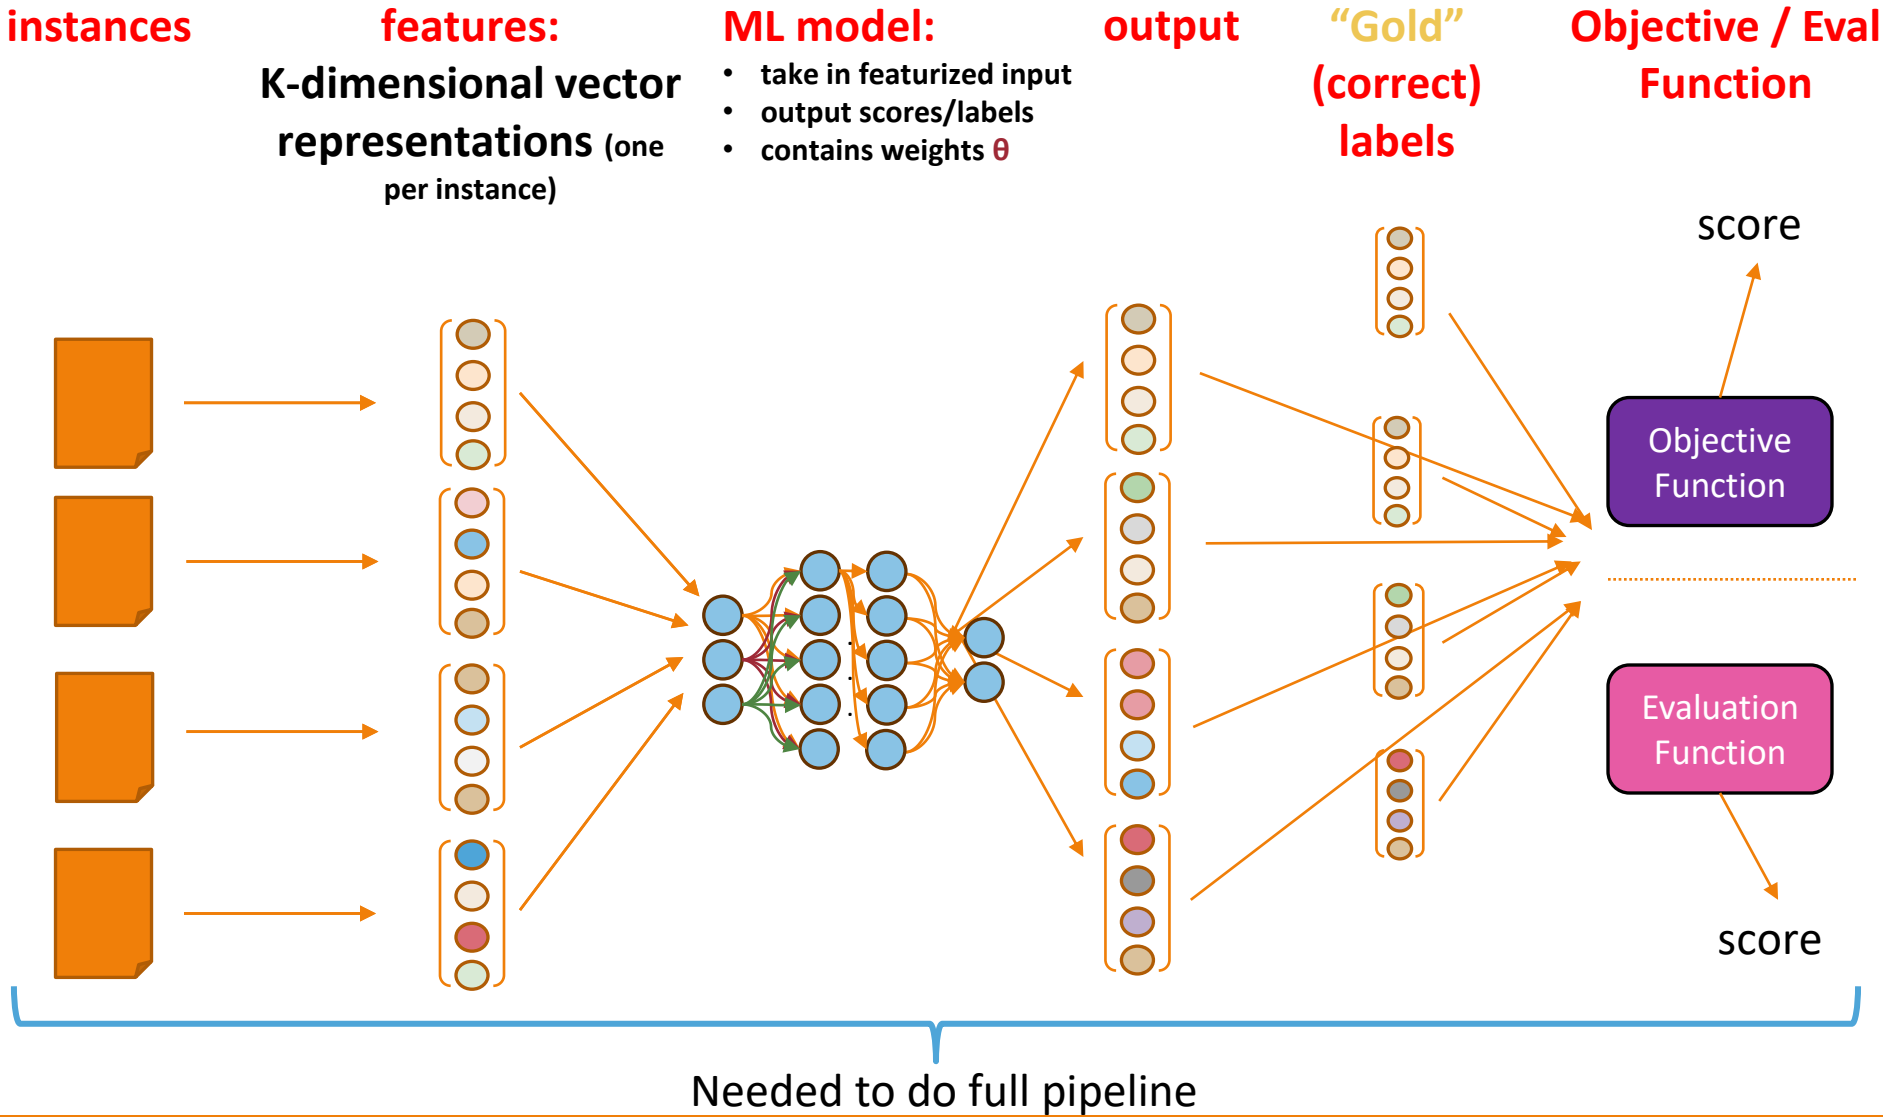 instances
features:
K-dimensional vector
representations (one
per instance)
ML model:
• take in featurized input
• output scores/labels
• contains weights θ
output
“Gold”
(correct)
labels
Objective / Eval
Function
score
Objective
Function
Evaluation
Function
score
Needed to do full pipeline